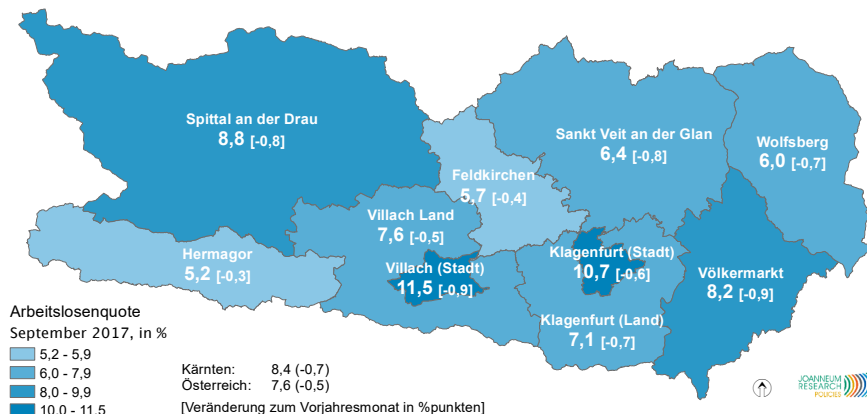 Spittal an der Drau
8,8 [-0,8]
Sankt Veit an der Glan
6,4 [-0,8]
Wolfsberg
6,0 [-0,7]
Feldkirchen
5,7 [-0,4]
Villach Land
7,6 [-0,5]
Hermagor
5,2 [-0,3]
Villach (Stadt)
11,5 [-0,9]
Klagenfurt (Stadt)
10,7 [-0,6]
Völkermarkt
8,2 [-0,9]
Klagenfurt (Land)
7,1 [-0,7]
Arbeitslosenquote
September 2017, in %
5,2 - 5,9
6,0 - 7,9
8,0 - 9,9
10,0 - 11,5
Kärnten: 8,4 (-0,7)
Österreich: 7,6 (-0,5)
[Veränderung zum Vorjahresmonat in %punkten]
JOANNEUM
RESEARCH
POLICIES